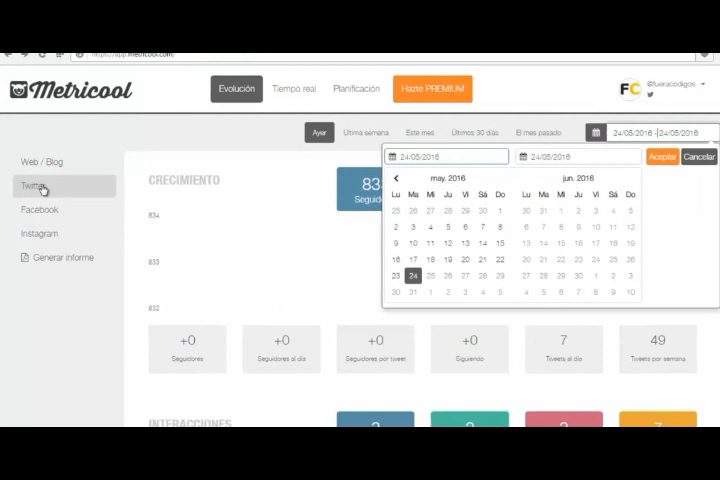 https://app.metricool.com/
Metricool
Evolución
Tiempo real
Planificación
Hazte PREMIUM
FC
@fueracodigos
Ayer
Última semana
Este mes
Últimos 30 días
El mes pasado
24/05/2016 - 24/05/2016
24/05/2016
24/05/2016
Aceptar
Cancelar
Web / Blog
Twitter
Facebook
Instagram
Generar informe
CRECIMIENTO
834
833
832
may. 2016
Lu Ma Mi Ju Vi Sá Do
25 26 27 28 29 30 1
2 3 4 5 6 7 8
9 10 11 12 13 14 15
16 17 18 19 20 21 22
23 24 25 26 27 28 29
30 31 1 2 3 4 5
jun. 2016
Lu Ma Mi Ju Vi Sá Do
30 31 1 2 3 4 5
6 7 8 9 10 11 12
13 14 15 16 17 18 19
20 21 22 23 24 25 26
27 28 29 30 1 2 3
4 5 6 7 8 9 10
+0
Seguidores
+0
Seguidores al día
+0
Seguidores por tweet
+0
Siguiendo
7
Tweets al día
49
Tweets por semana
INTERACCIONES